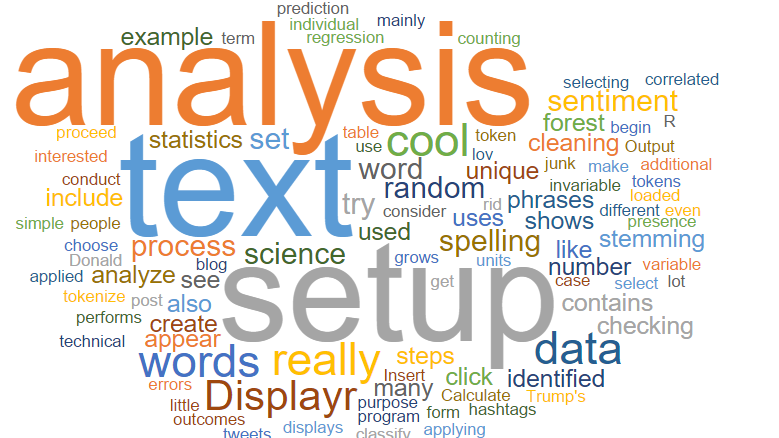 prediction
individual
mainly
example
term
regression
counting
analysis
selecting
correlated
sentiment
forest
begin
R
proceed
statistics
set
table
use
cool
token
cleaning
Output
interested
text
word
lov
unique
junk
make
additional
conduct
random
invariable
tokens
include
try
consider
rid
phrases
loaded
different
even
simple
people
used
uses
shows
presence
choose
process
science
spelling
like
stemming
Donald
blog
grows
units
number
variable
applied
analyze
see
setup
get
case
select
lot
tokenize
post
also
contains
performs
create
checking
technical
appear
words
really
steps
data
errors
Displayr
many
Insert
click
identified
little
purpose
Calculate
Trump's
outcomes
program
form
hashtags
tweets
displays
classify
applying